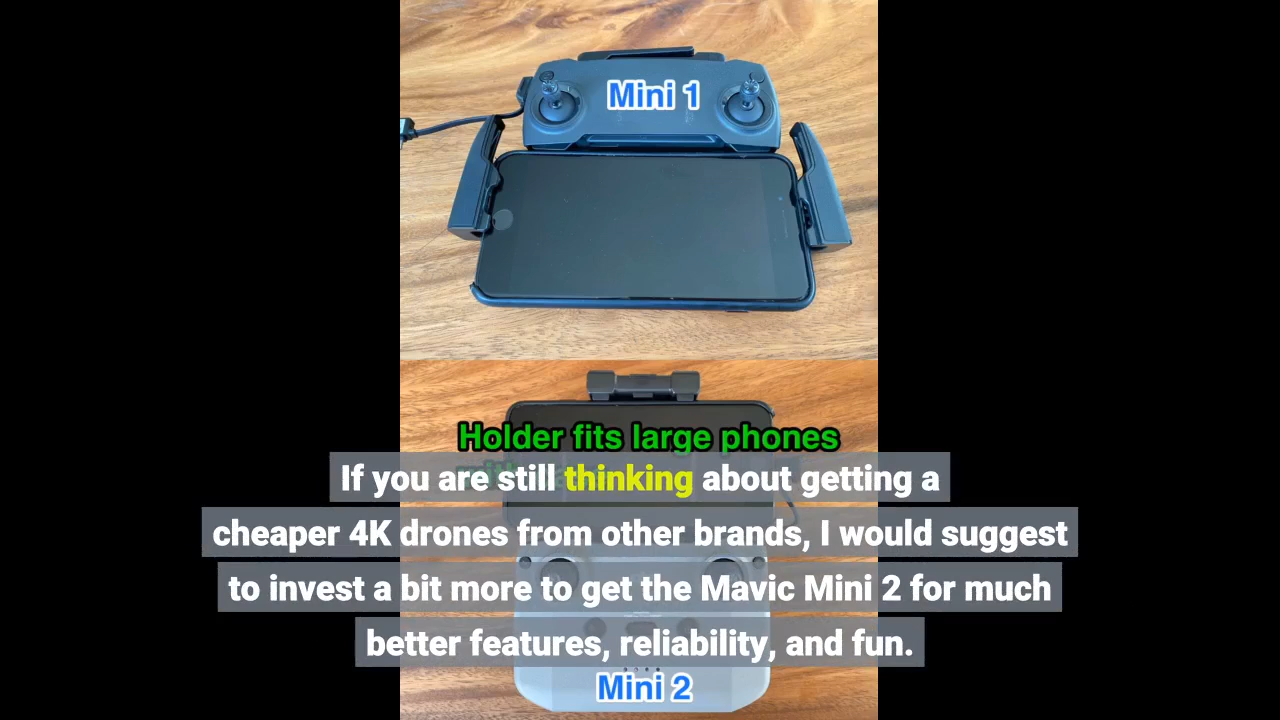 Mini 1
Holder fits large phones
If you are still thinking about getting a
cheaper 4K drones from other brands, I would suggest
to invest a bit more to get the Mavic Mini 2 for much
better features, reliability, and fun.
Mini 2